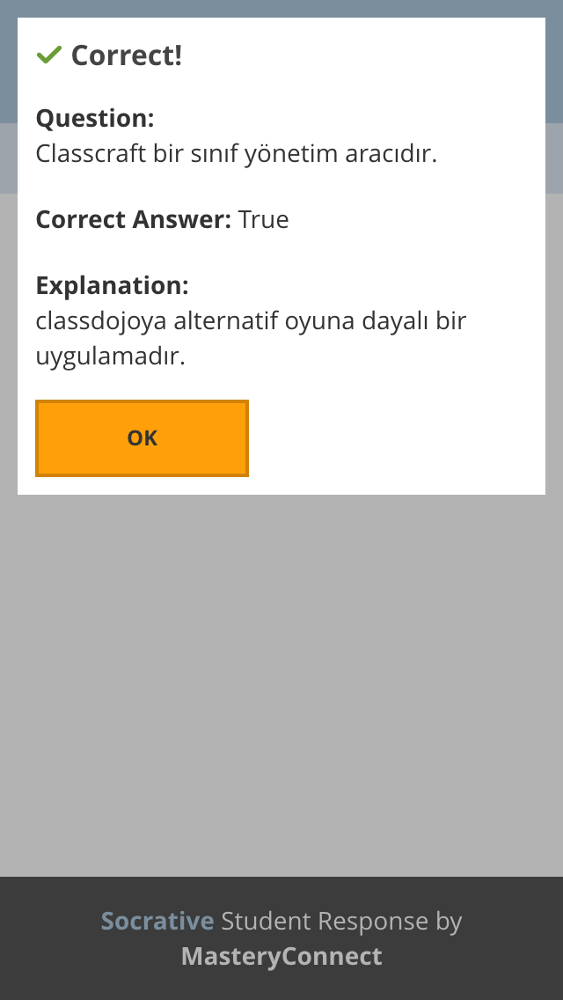 Correct!
Question:
Classcraft bir sınıf yönetim aracıdır.
Correct Answer: True
Explanation:
classdojoya alternatif oyuna dayalı bir
uygulamadır.
OK
Socrative Student Response by
MasteryConnect